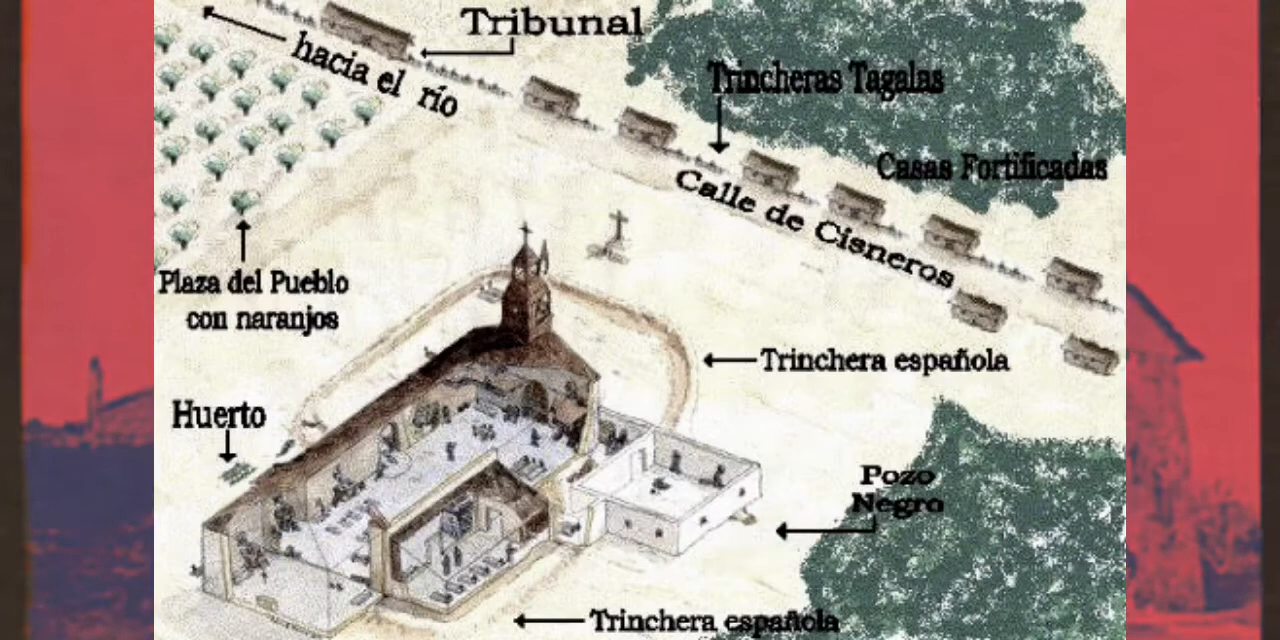 Tribunal
hacia el río
Trincheras Tagalas
Casas Fortificadas
Calle de Cisneros
Plaza del Pueblo
con naranjos
Trinchera española
Huerto
Pozo
Negro
Trinchera española